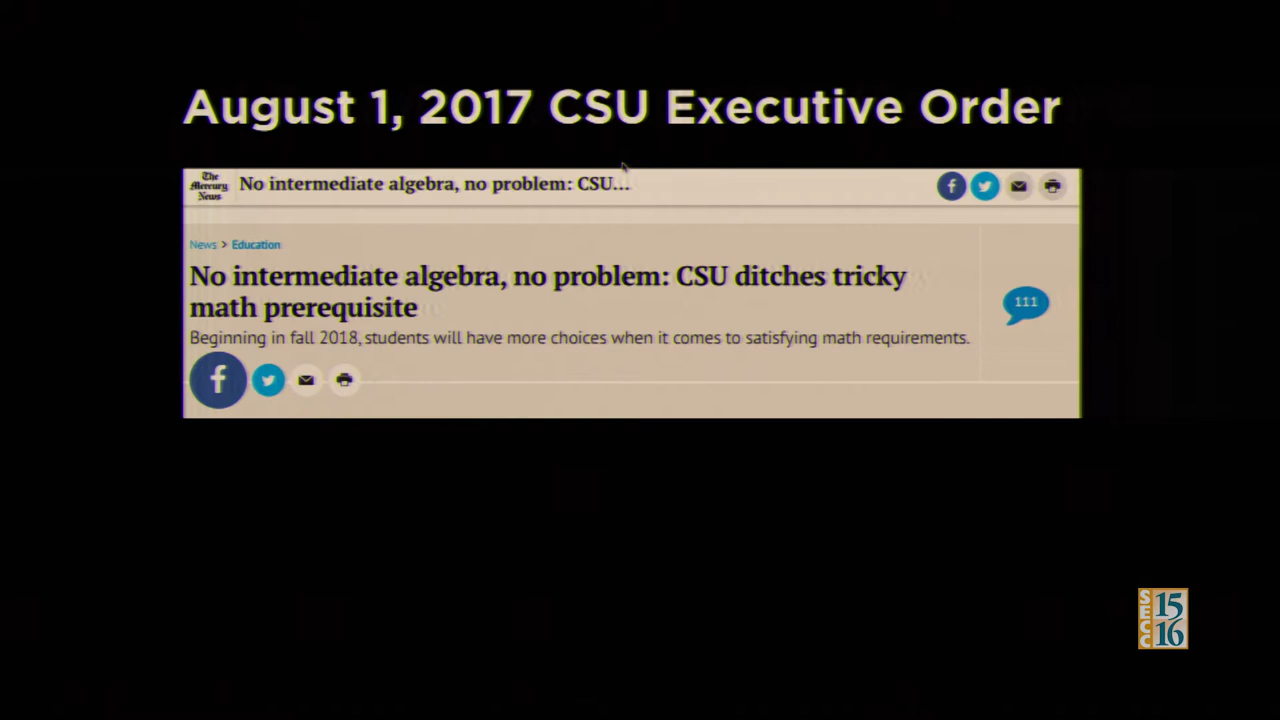 August 1, 2017 CSU Executive Order
The Mercury News
No intermediate algebra, no problem: CSU...
News > Education
No intermediate algebra, no problem: CSU ditches tricky
math prerequisite
111
Beginning in fall 2018, students will have more choices when it comes to satisfying math requirements.
SECC
15
16